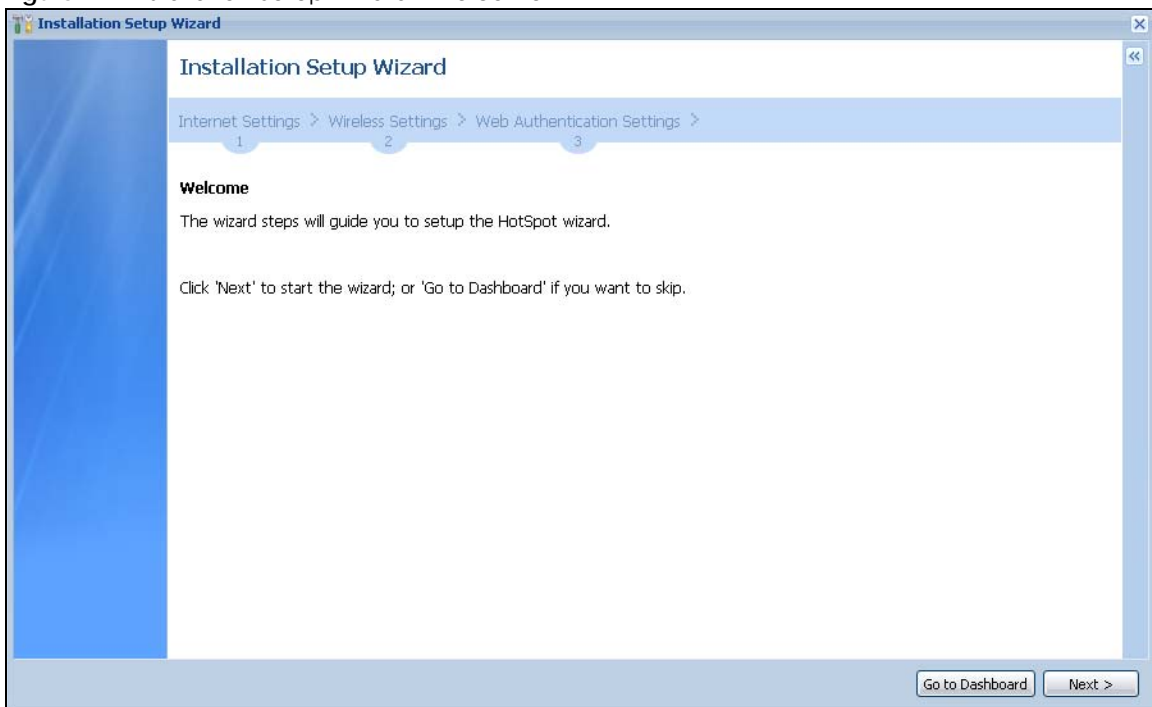 Installation Setup Wizard
Installation Setup Wizard
Internet Settings > Wireless Settings > Web Authentication Settings >
1 2 3
Welcome
The wizard steps will guide you to setup the HotSpot wizard.
Click 'Next' to start the wizard; or 'Go to Dashboard' if you want to skip.
Go to Dashboard Next >